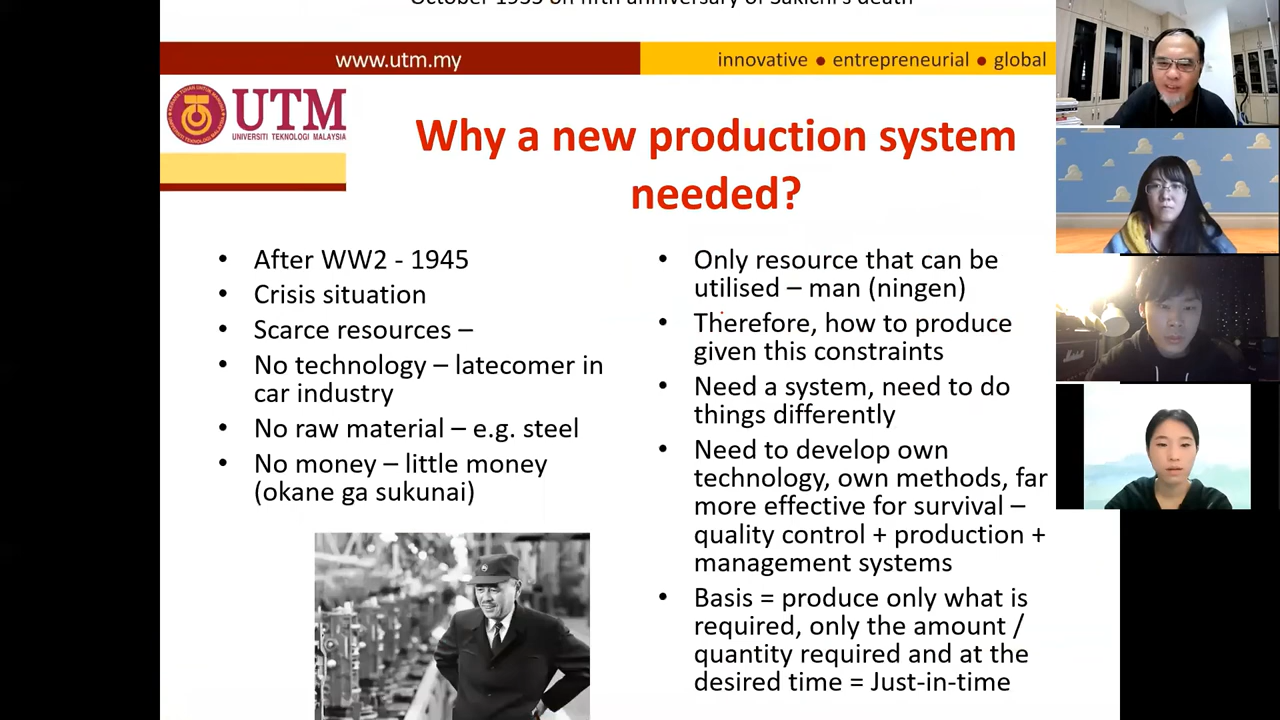 October 1935 on fifth anniversary of Sakichi's death
www.utm.my
innovative ● entrepreneurial ● global
UTM
UNIVERSITI TEKNOLOGI MALAYSIA
Why a new production system
needed?
• After WW2 - 1945
• Crisis situation
• Scarce resources –
• No technology – latecomer in
car industry
• No raw material – e.g. steel
• No money – little money
(okane ga sukunai)
• Only resource that can be
utilised – man (ningen)
• Therefore, how to produce
given this constraints
• Need a system, need to do
things differently
• Need to develop own
technology, own methods, far
more effective for survival –
quality control + production +
management systems
• Basis = produce only what is
required, only the amount /
quantity required and at the
desired time = Just-in-time